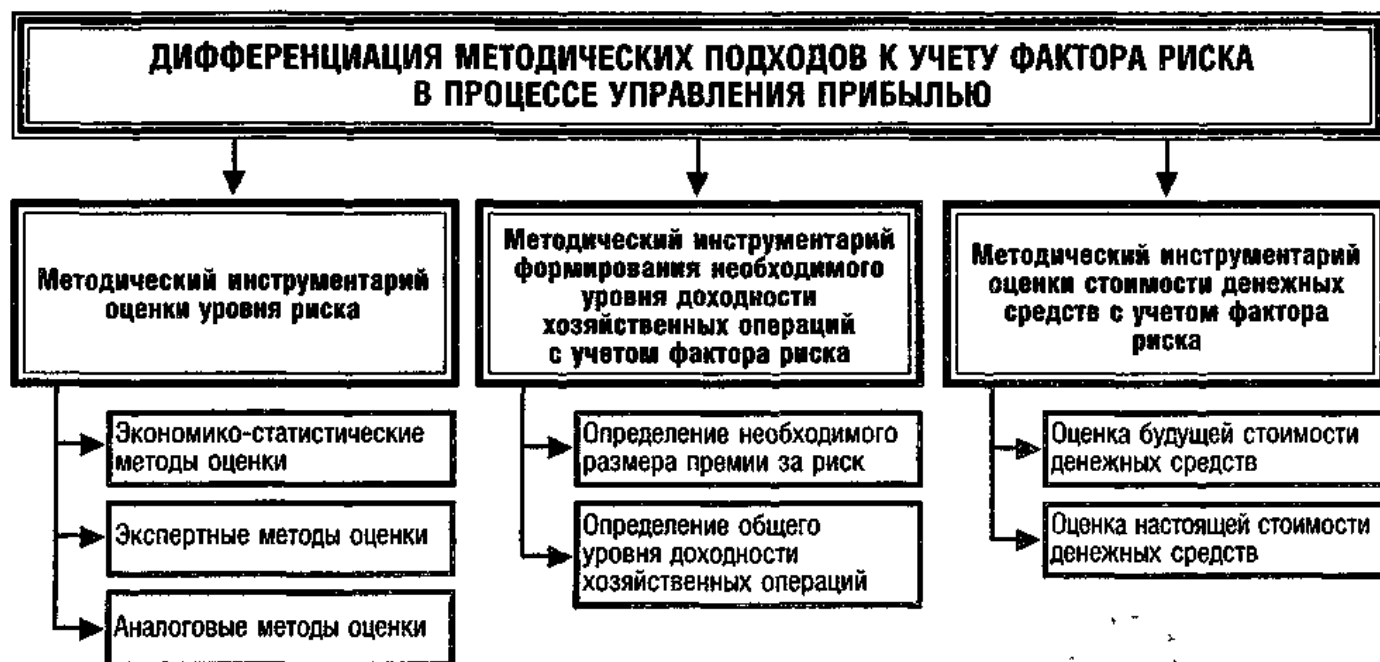 ДИФФЕРЕНЦИАЦИЯ МЕТОДИЧЕСКИХ ПОДХОДОВ К УЧЕТУ ФАКТОРА РИСКА
В ПРОЦЕССЕ УПРАВЛЕНИЯ ПРИБЫЛЬЮ
Методический инструментарий
оценки уровня риска
Экономико-статистические
методы оценки
Экспертные методы оценки
Аналоговые методы оценки
Методический инструментарий
формирования необходимого
уровня доходности
хозяйственных операций
с учетом фактора риска
Определение необходимого
размера премии за риск
Определение общего
уровня доходности
хозяйственных операций
Методический инструментарий
оценки стоимости денежных
средств с учетом фактора
риска
Оценка будущей стоимости
денежных средств
Оценка настоящей стоимости
денежных средств